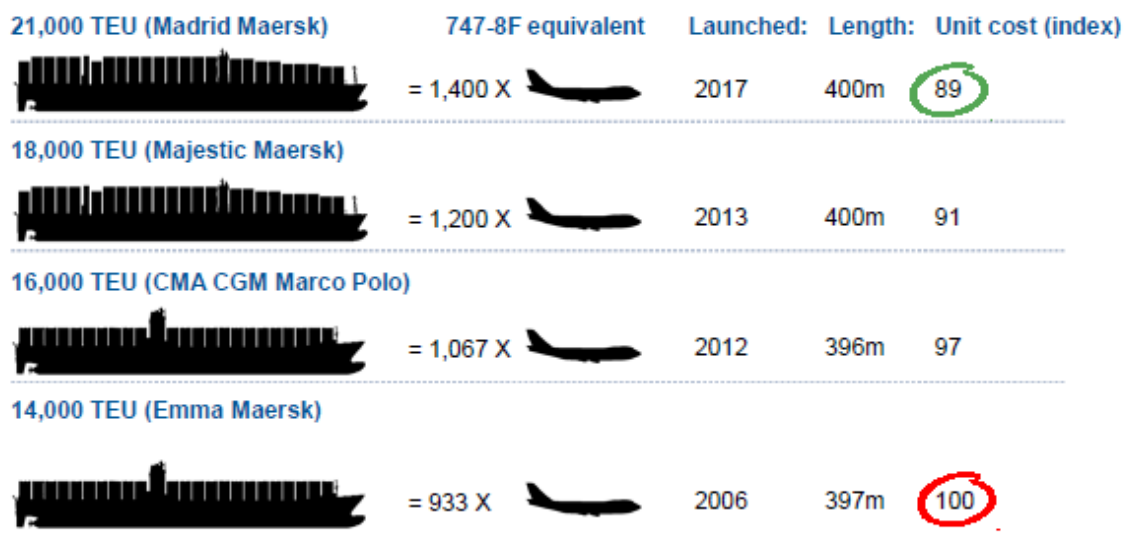 21,000 TEU (Madrid Maersk) 747-8F equivalent Launched: Length: Unit cost (index)
= 1,400 X 2017 400m 89
18,000 TEU (Majestic Maersk)
= 1,200 X 2013 400m 91
16,000 TEU (CMA CGM Marco Polo)
= 1,067 X 2012 396m 97
14,000 TEU (Emma Maersk)
= 933 X 2006 397m 100